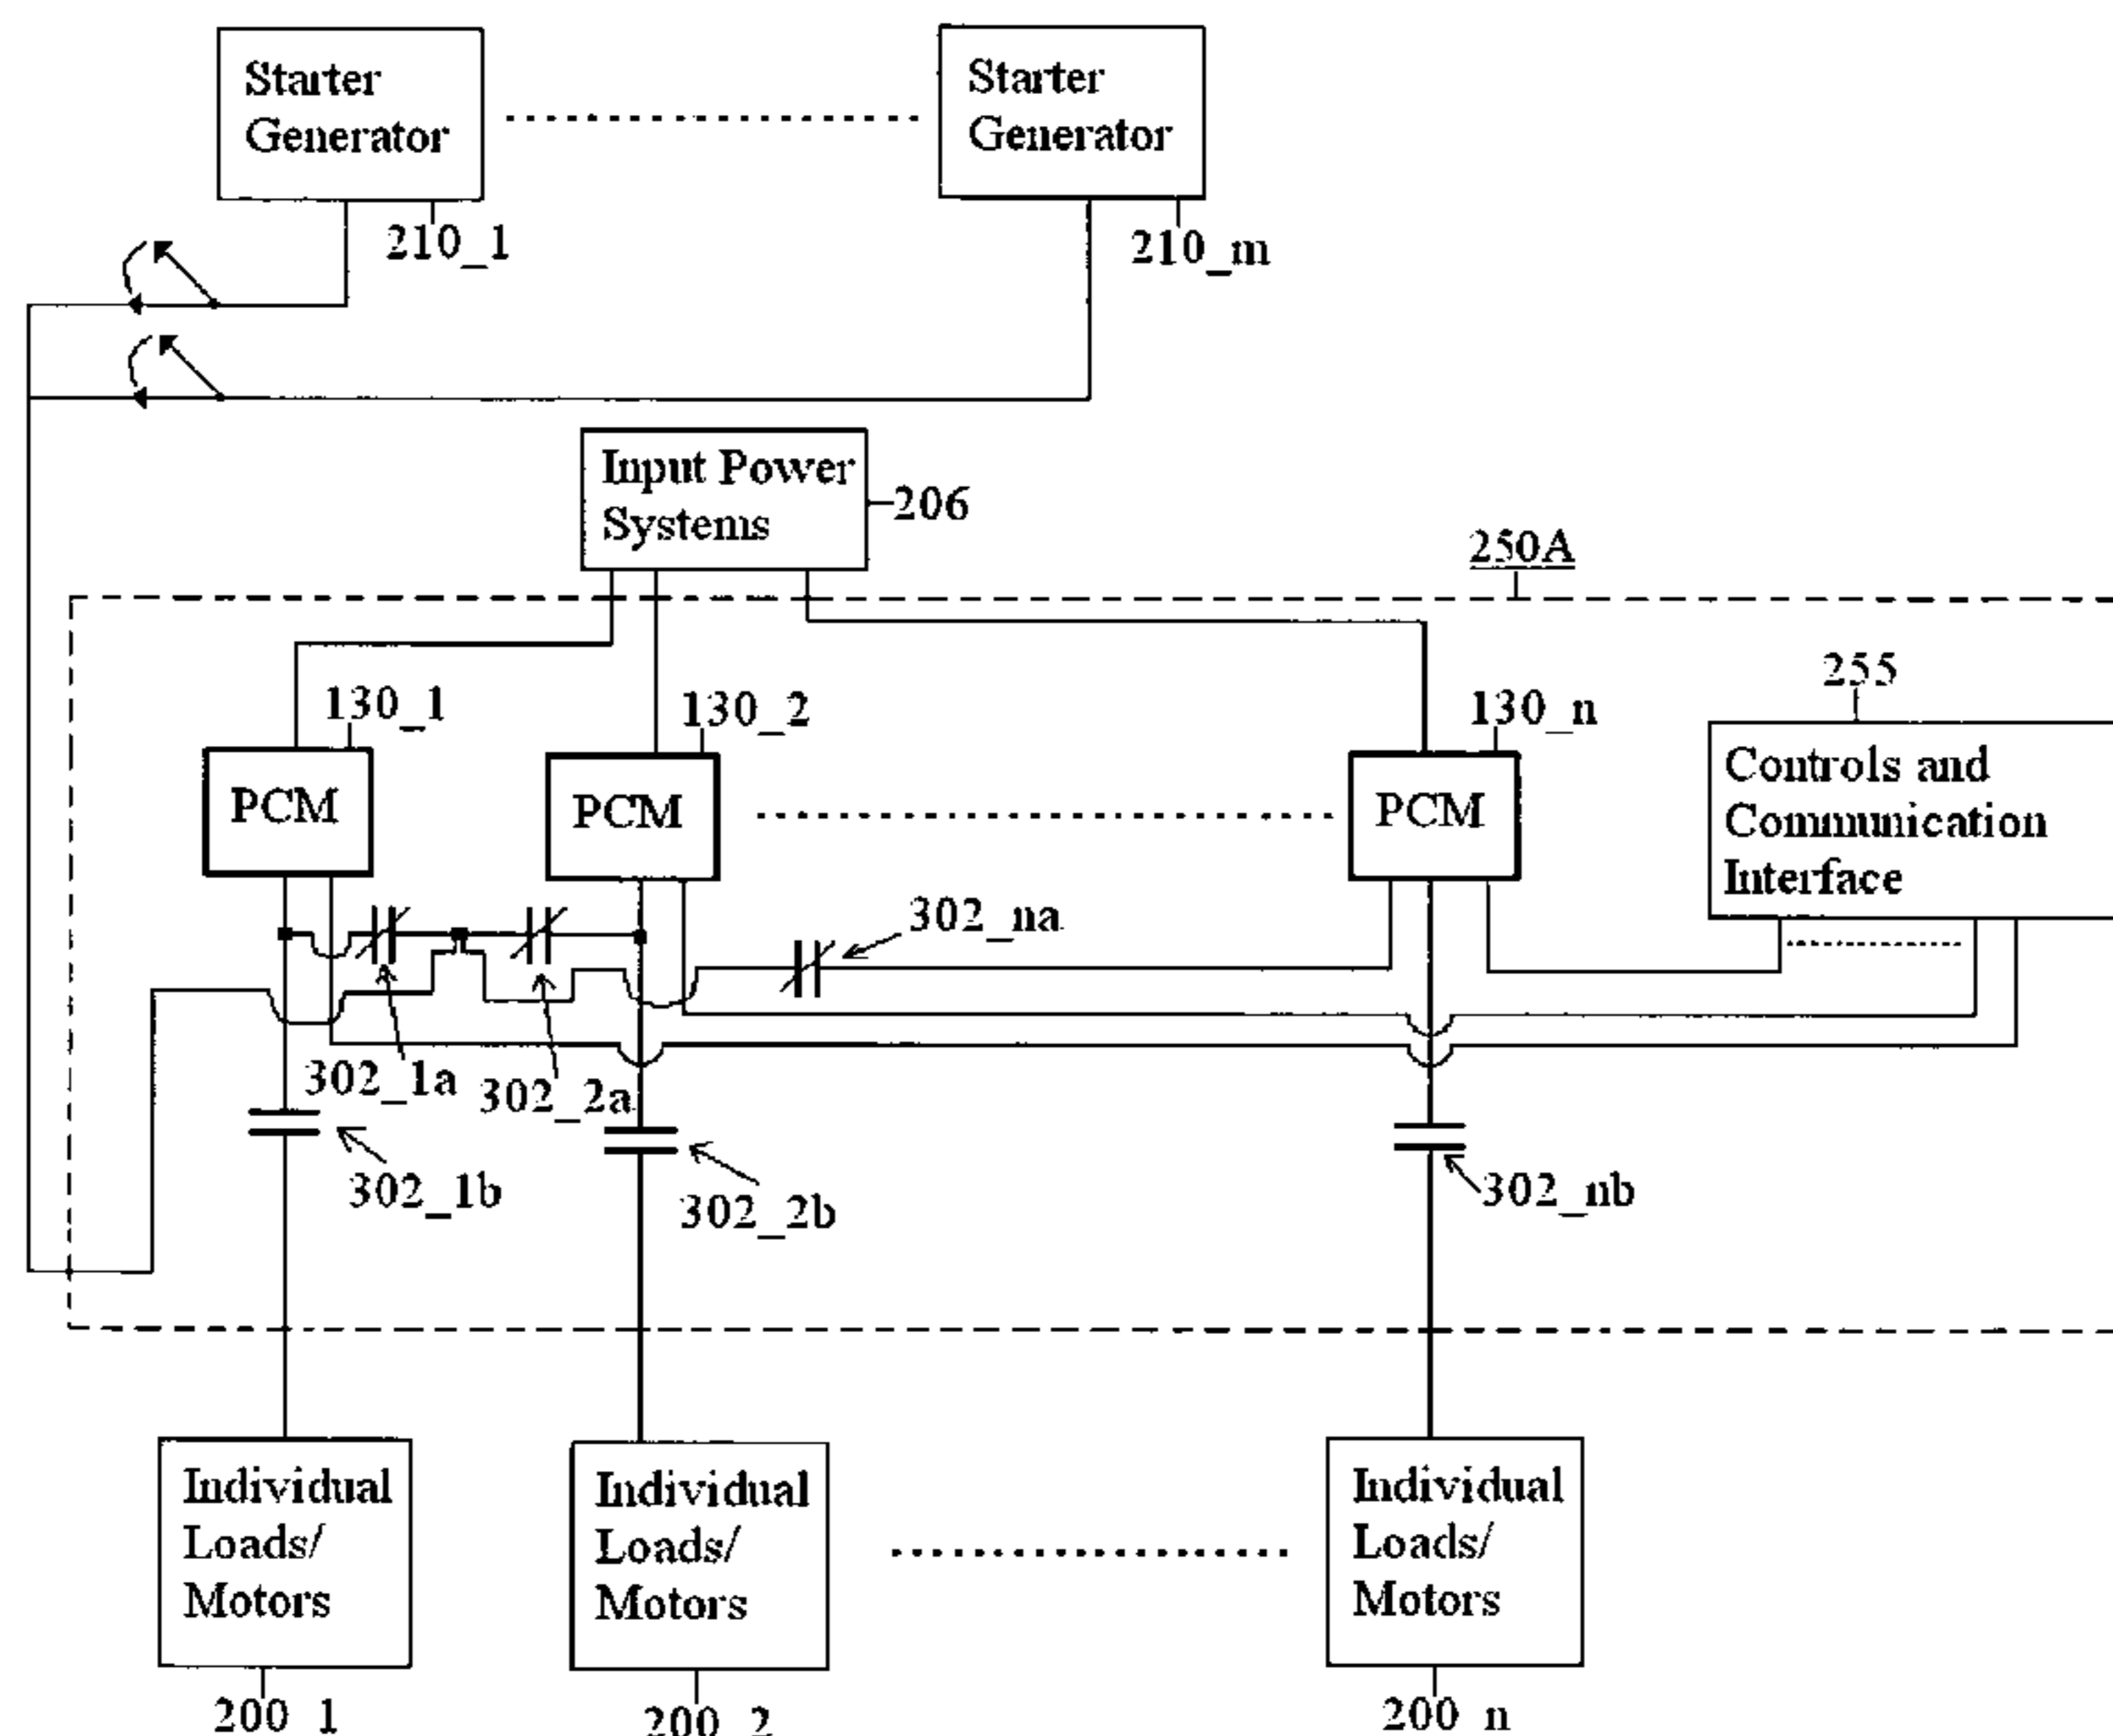 Starter
Generator
210_1
Starter
Generator
210_m
Input Power
Systems
206
250A
255
130_1
130_2
130_n
PCM
PCM
PCM
Controls and
Communication
Interface
302_na
302_1a
302_2a
302_1b
302_2b
302_nb
Individual
Loads/
Motors
200_1
Individual
Loads/
Motors
200_2
Individual
Loads/
Motors
200_n